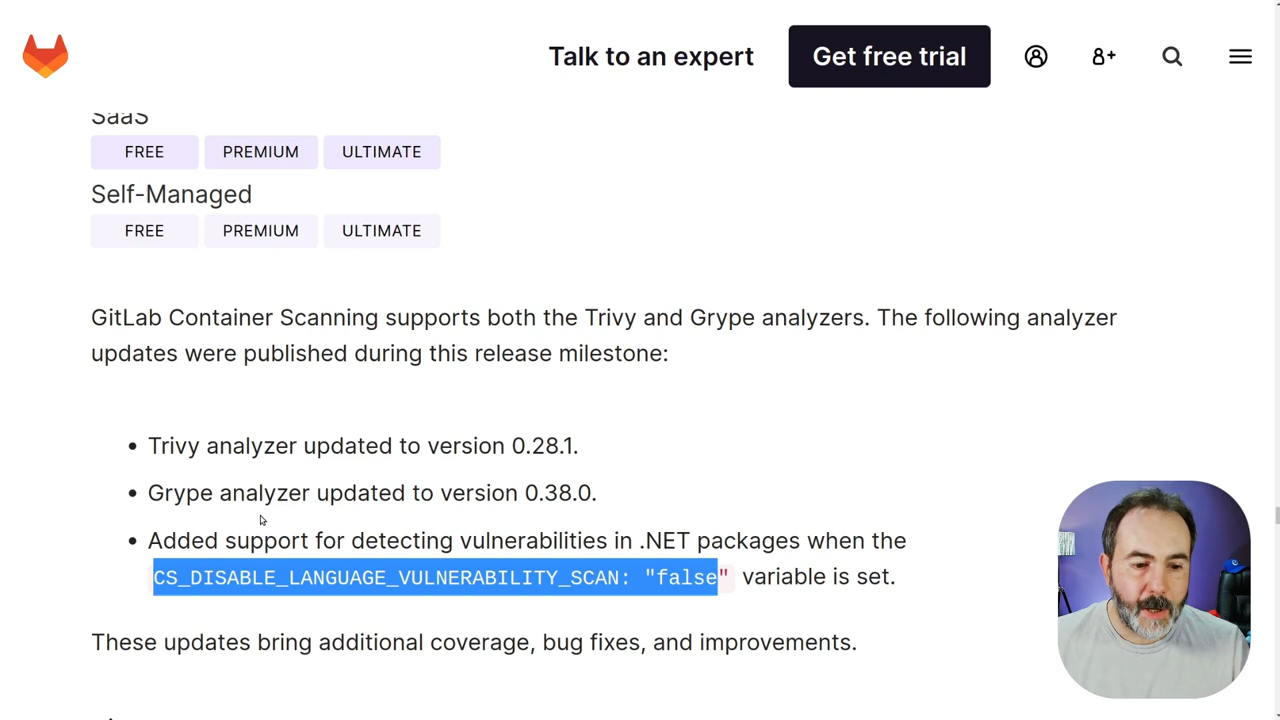 Talk to an expert
Get free trial
SaaS
FREE PREMIUM ULTIMATE
Self-Managed
FREE PREMIUM ULTIMATE
GitLab Container Scanning supports both the Trivy and Grype analyzers. The following analyzer
updates were published during this release milestone:
• Trivy analyzer updated to version 0.28.1.
• Grype analyzer updated to version 0.38.0.
• Added support for detecting vulnerabilities in .NET packages when the
CS_DISABLE_LANGUAGE_VULNERABILITY_SCAN: "false" variable is set.
These updates bring additional coverage, bug fixes, and improvements.